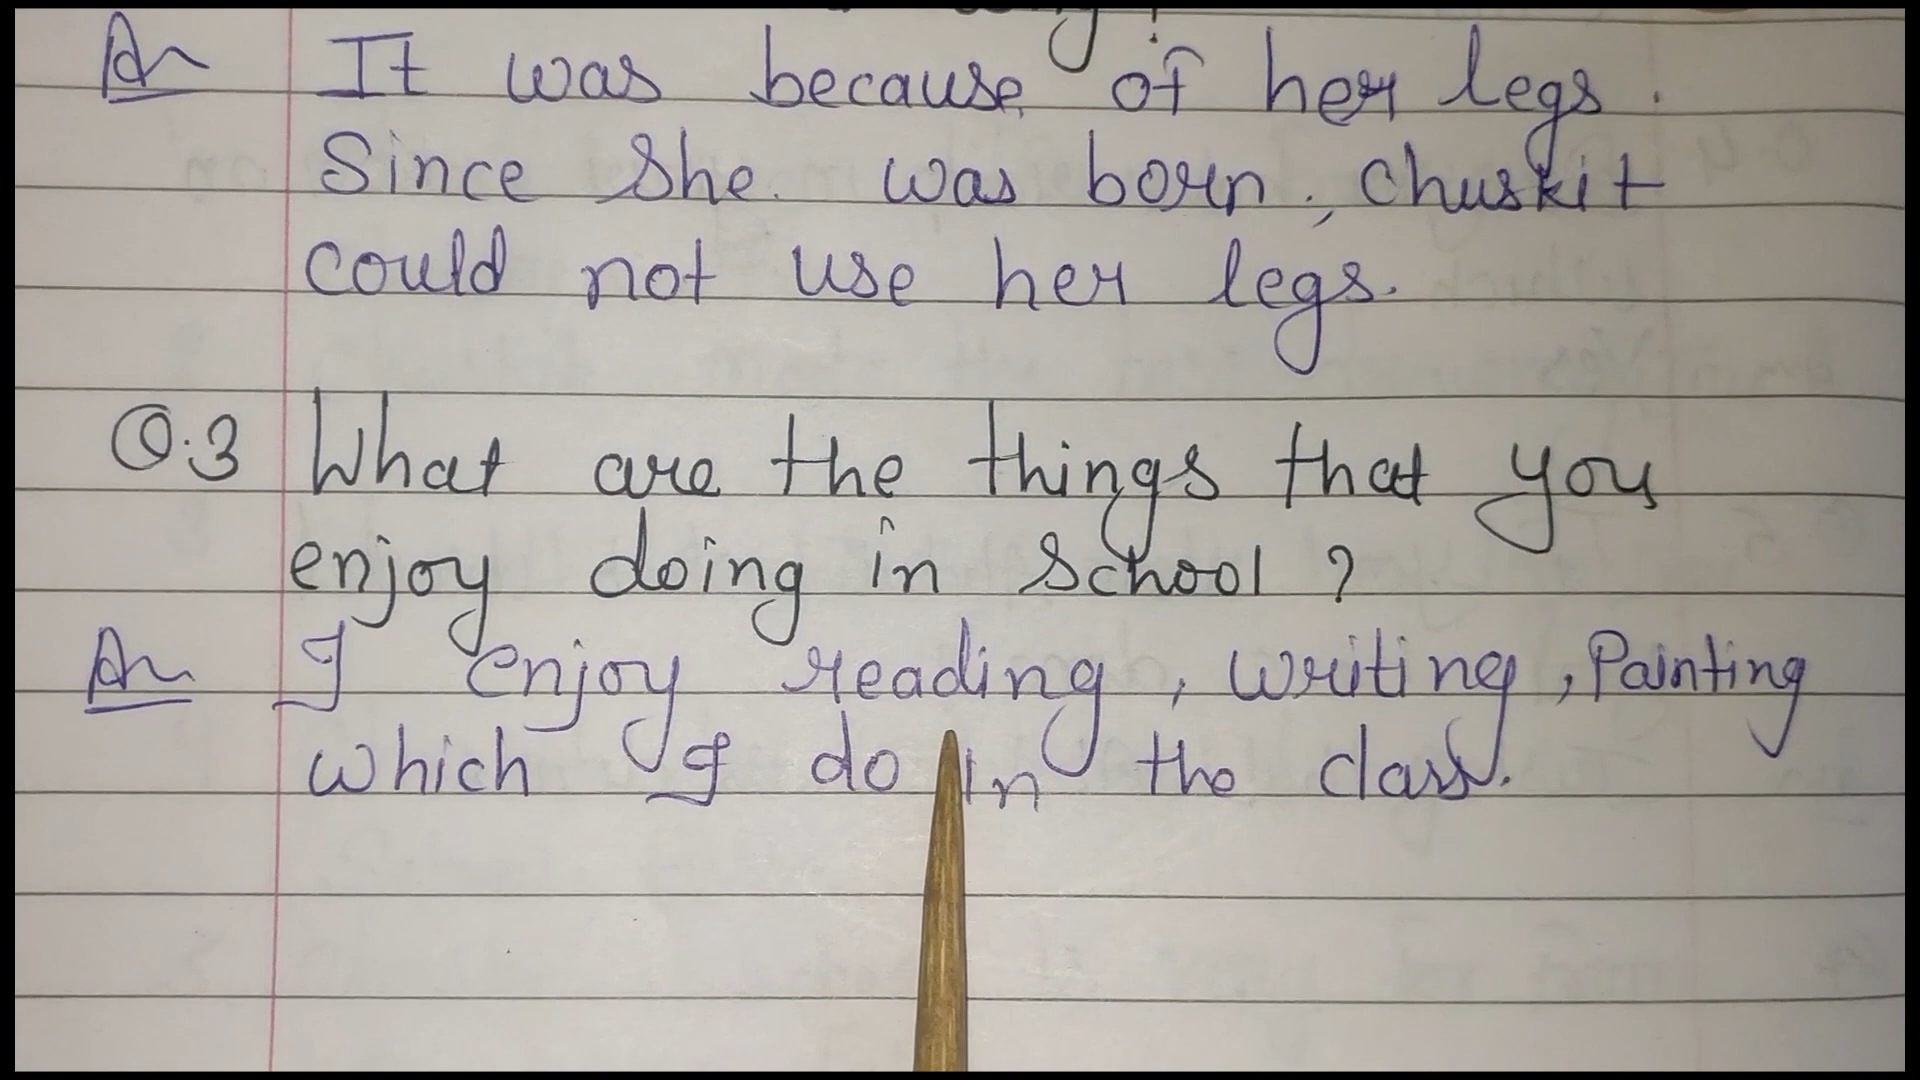 An It was because of her legs.
Since She was born, Chuskit
could not use her legs.
Q.3 What are the things that you
enjoy doing in School ?
An I enjoy reading, writing, Painting
which I do in the class.